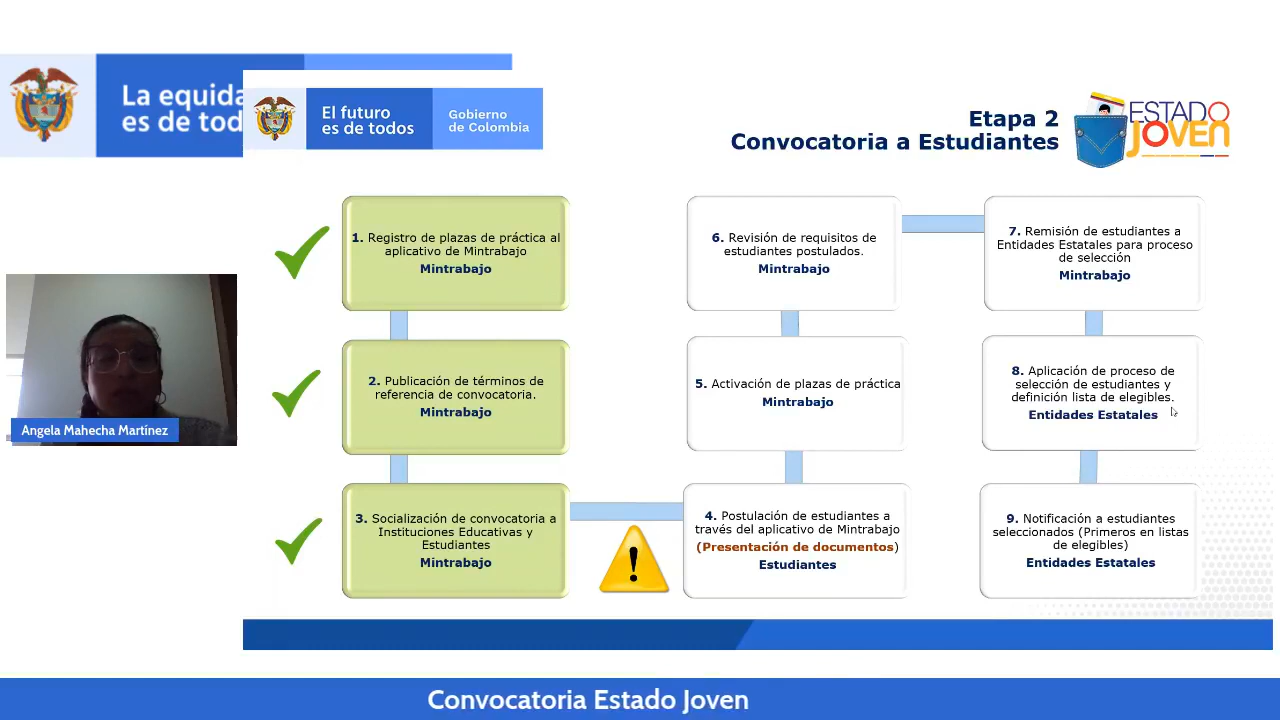 La equida
es de tod
El futuro
es de todos
Gobierno
de Colombia
Etapa 2
Convocatoria a Estudiantes
ESTADO
JOVEN
1. Registro de plazas de práctica al
aplicativo de Mintrabajo
Mintrabajo
2. Publicación de términos de
referencia de convocatoria.
Mintrabajo
3. Socialización de convocatoria a
Instituciones Educativas y
Estudiantes
Mintrabajo
4. Postulación de estudiantes a
través del aplicativo de Mintrabajo
(Presentación de documentos)
Estudiantes
5. Activación de plazas de práctica
Mintrabajo
6. Revisión de requisitos de
estudiantes postulados.
Mintrabajo
7. Remisión de estudiantes a
Entidades Estatales para proceso
de selección
Mintrabajo
8. Aplicación de proceso de
selección de estudiantes y
definición lista de elegibles.
Entidades Estatales
9. Notificación a estudiantes
seleccionados (Primeros en listas
de elegibles)
Entidades Estatales
Angela Mahecha Martínez
Convocatoria Estado Joven